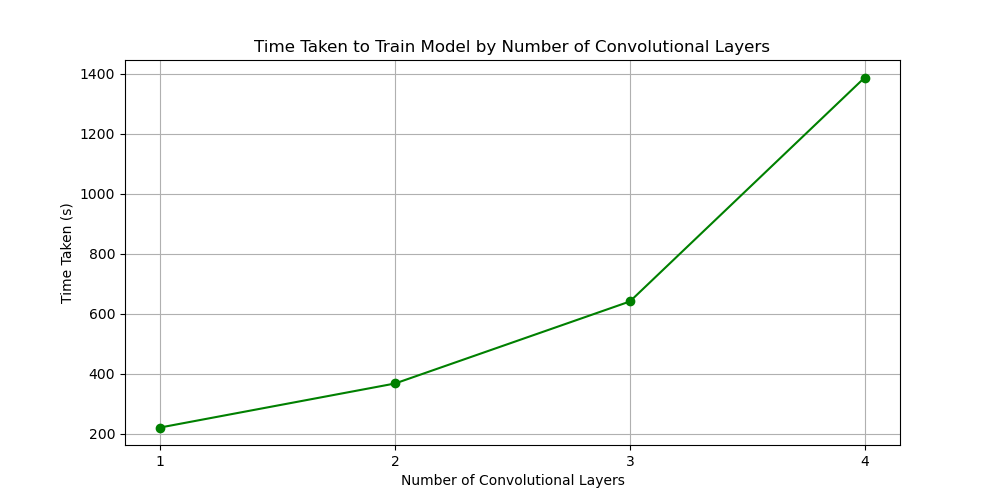 Time Taken to Train Model by Number of Convolutional Layers
1400
1200
1000
800
600
400
200
Time Taken (s)
1 2 3 4
Number of Convolutional Layers